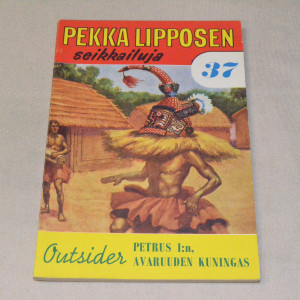 PEKKA LIPPOSEN
seikkailuja
37
Outsider
PETRUS I:n.
AVARUUDEN KUNINGAS